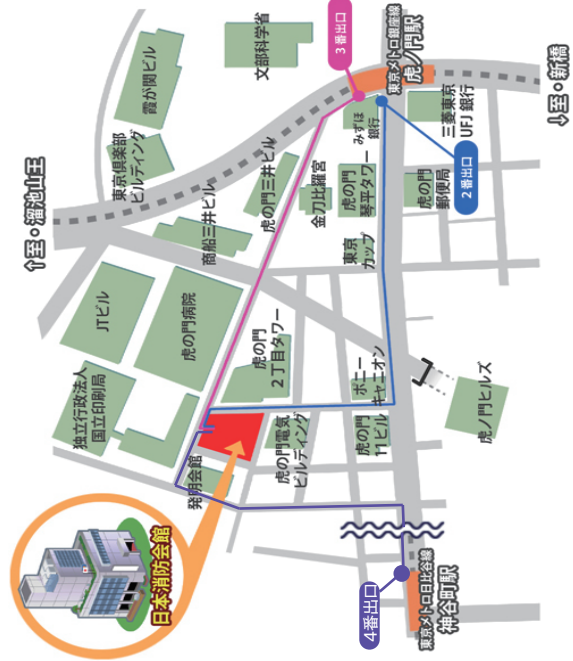 ↑至・溜池山王
東京倶楽部
ビルディング
霞が関ビル
文部科学省
3番出口
東京メトロ銀座線
虎ノ門駅
↓至・新橋
みずほ
銀行
三菱東京
UFJ 銀行
2番出口
JTビル
虎の門病院
商船三井ビル
虎の門三井ビル
金刀比羅宮
虎の門
琴平タワー
虎の門
郵便局
東京
カップ
独立行政法人
国立印刷局
虎の門
2丁目タワー
ポニー
キャニオン
虎ノ門ヒルズ
発明会館
虎の門電気
ビルディング
虎の門
11ビル
日本消防会館
4番出口
東京メトロ日比谷線
神谷町駅